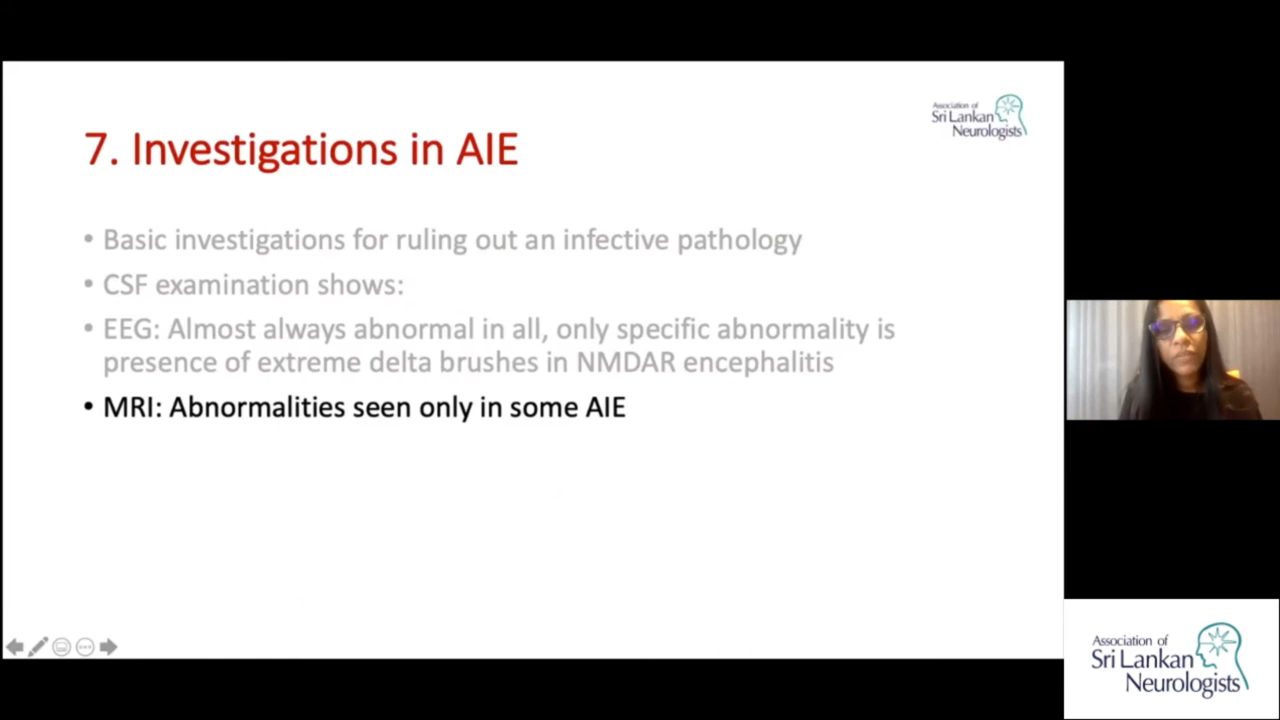 Association of
Sri Lankan
Neurologists
7. Investigations in AIE
• Basic investigations for ruling out an infective pathology
• CSF examination shows:
• EEG: Almost always abnormal in all, only specific abnormality is
presence of extreme delta brushes in NMDAR encephalitis
• MRI: Abnormalities seen only in some AIE
Association of
Sri Lankan
Neurologists